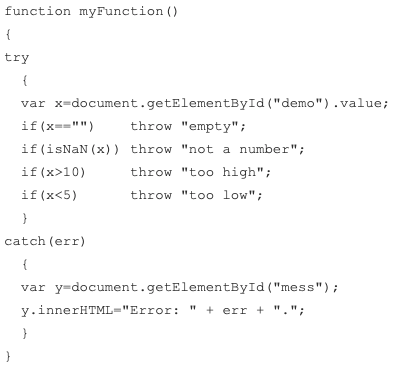 function myFunction()
{
try
  {
  var x=document.getElementById("demo").value;
  if(x=="")    throw "empty";
  if(isNaN(x)) throw "not a number";
  if(x>10)     throw "too high";
  if(x<5)      throw "too low";
  }
catch(err)
  {
  var y=document.getElementById("mess");
  y.innerHTML="Error: " + err + ".";
  }
}